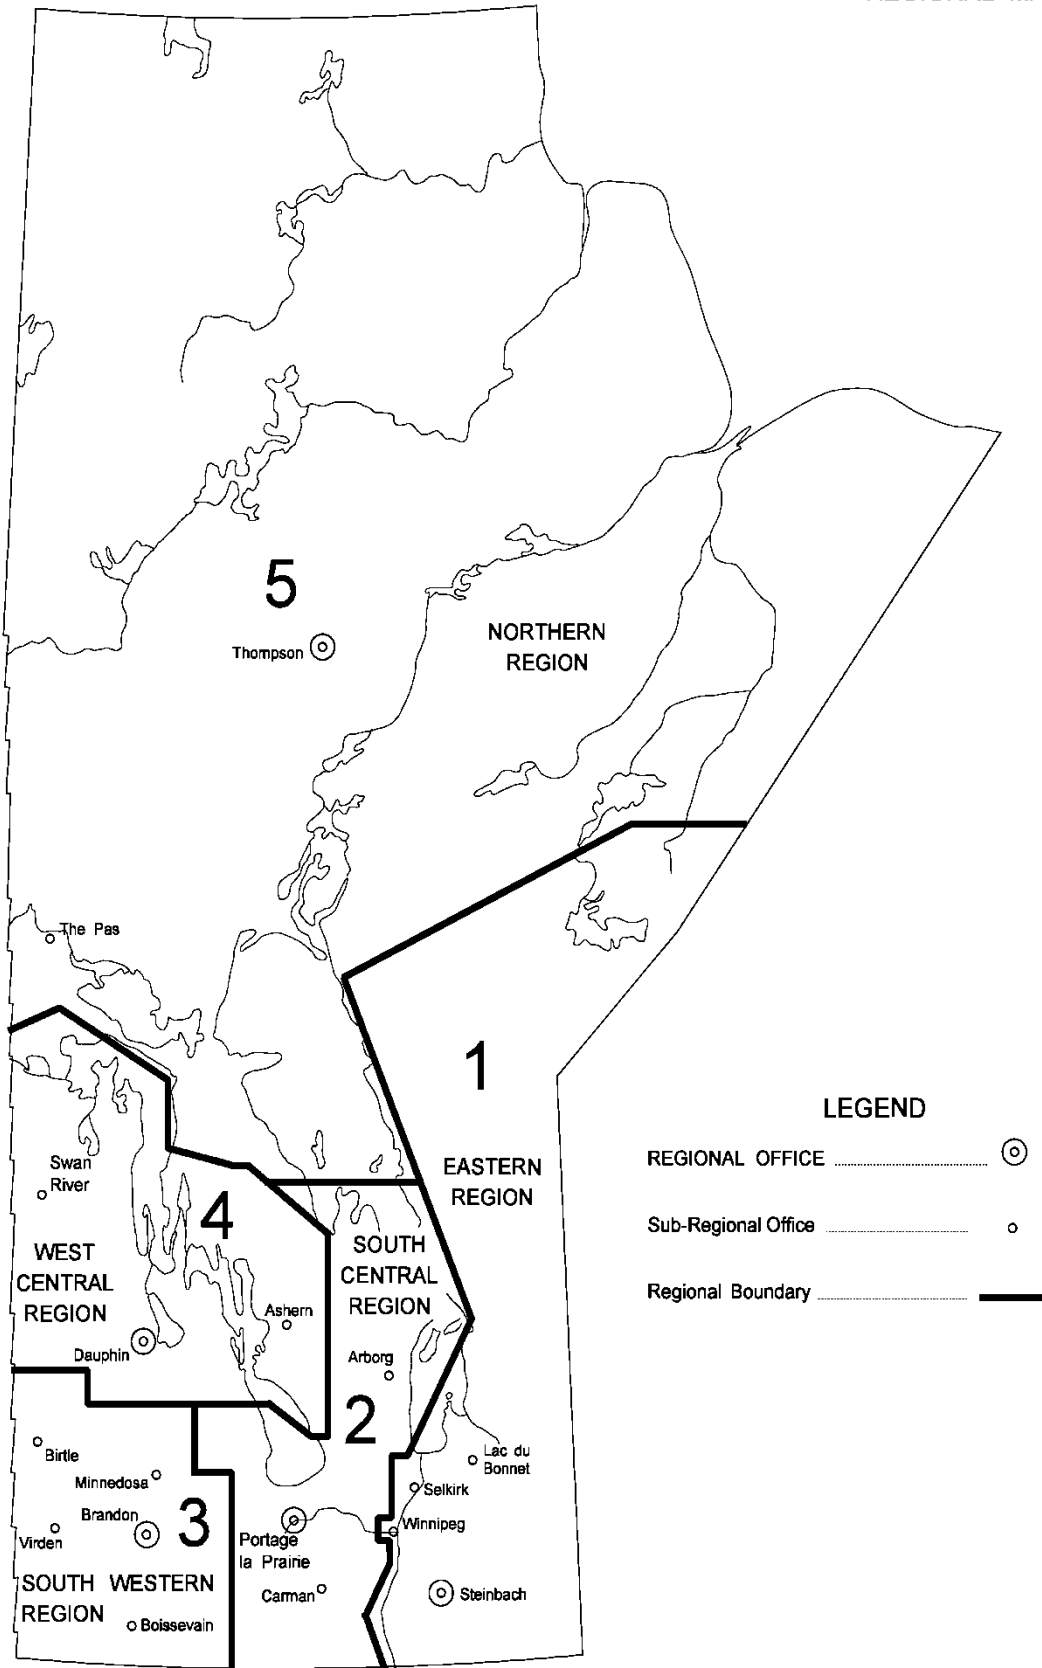 5
Thompson
NORTHERN
REGION
The Pas
1
EASTERN
REGION
Swan
River
4
WEST
CENTRAL
REGION
SOUTH
CENTRAL
REGION
Ashern
Dauphin
Arborg
2
Birtle
Minnedosa
Brandon
Virden
3
SOUTH WESTERN
REGION
Boissevain
Lac du
Bonnet
Selkirk
Winnipeg
Portage
la Prairie
Carman
Steinbach
LEGEND
REGIONAL OFFICE
Sub-Regional Office
Regional Boundary